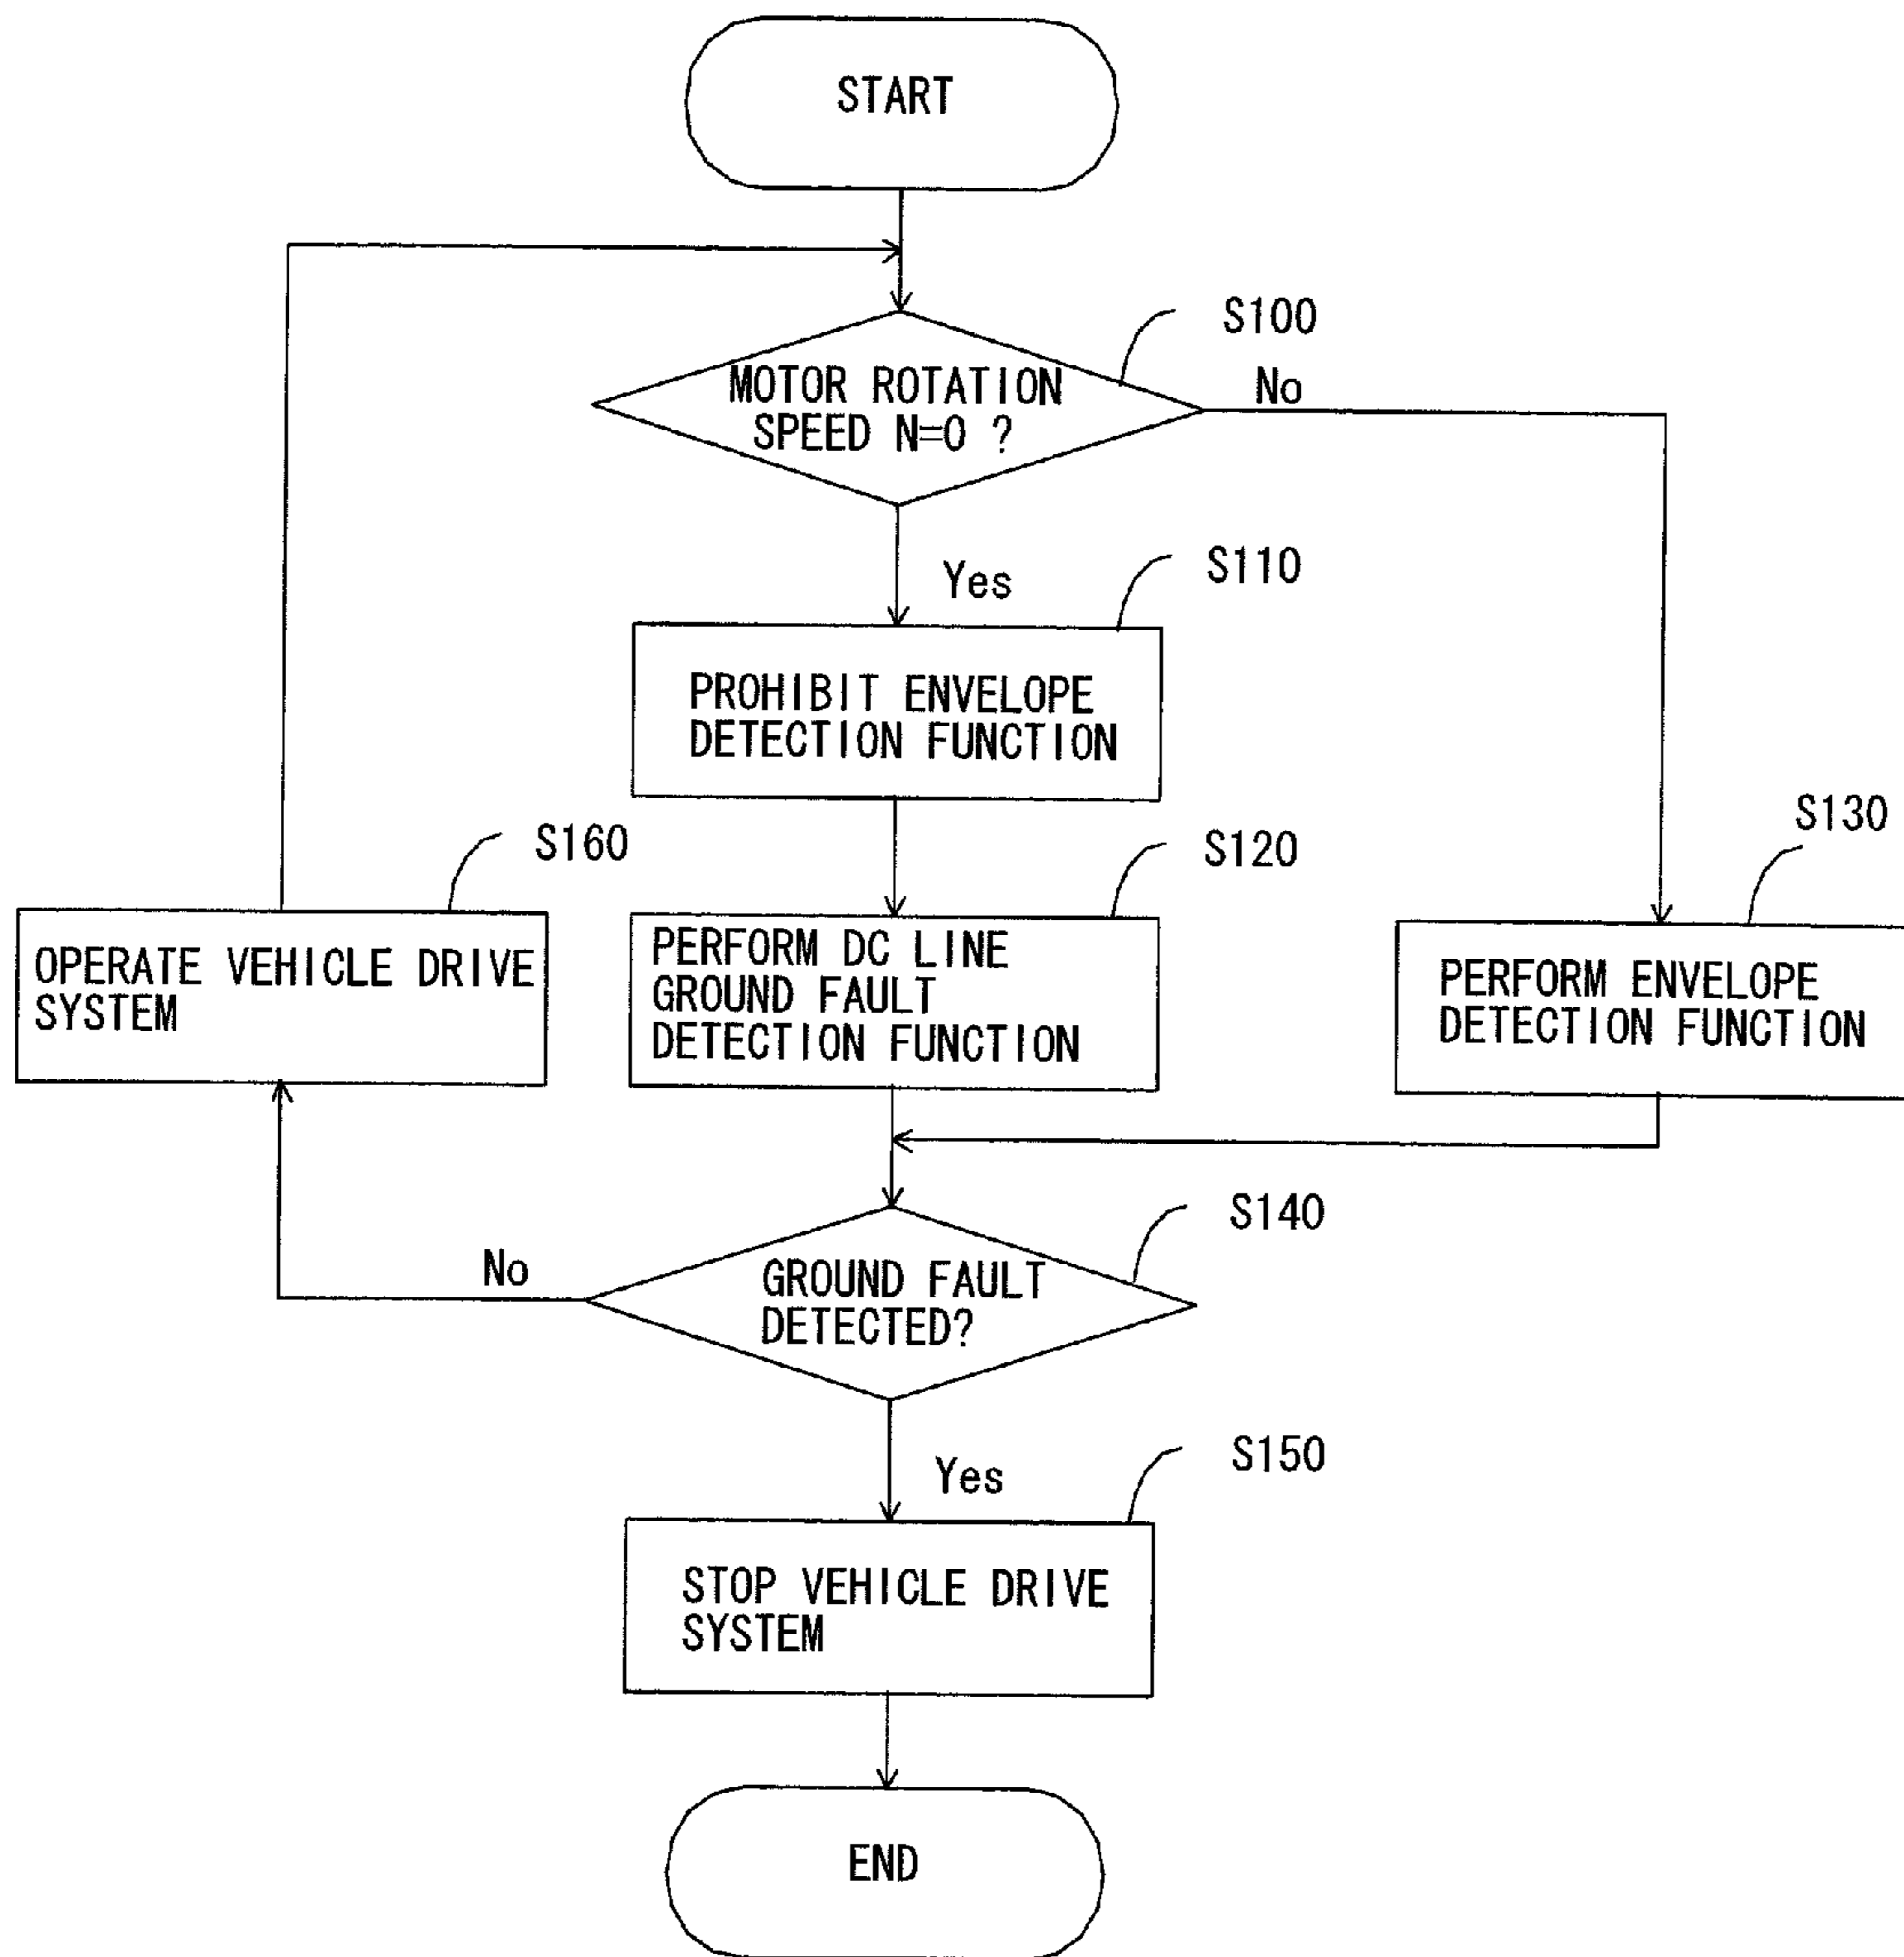 START
S100
MOTOR ROTATION
SPEED N=0 ?
No
Yes
S110
PROHIBIT ENVELOPE
DETECTION FUNCTION
S160
OPERATE VEHICLE DRIVE
SYSTEM
S120
PERFORM DC LINE
GROUND FAULT
DETECTION FUNCTION
S130
PERFORM ENVELOPE
DETECTION FUNCTION
S140
No
GROUND FAULT
DETECTED?
Yes
S150
STOP VEHICLE DRIVE
SYSTEM
END